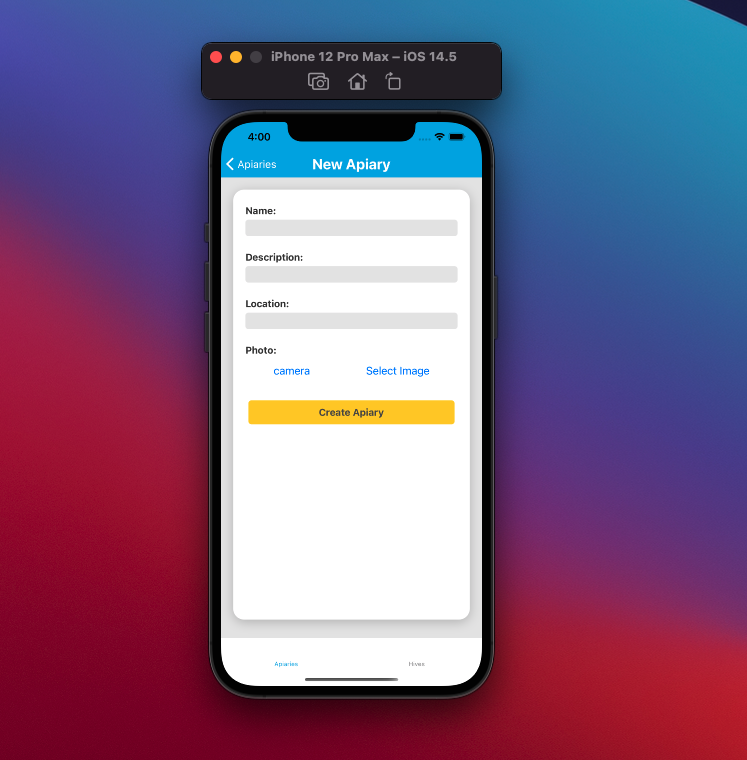 iPhone 12 Pro Max – iOS 14.5
4:00
Apiaries
New Apiary
Name:
Description:
Location:
Photo:
camera Select Image
Create Apiary
Apiaries Hives